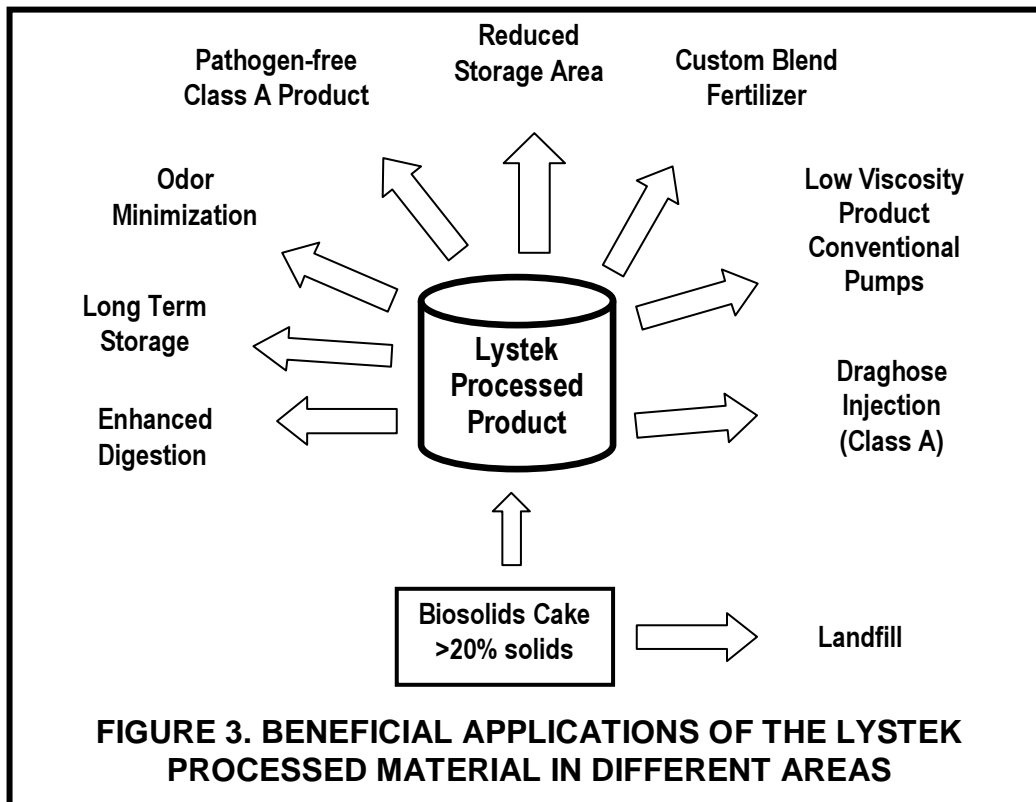 Reduced
Storage Area
Pathogen-free
Class A Product
Custom Blend
Fertilizer
Odor
Minimization
Low Viscosity
Product
Conventional
Pumps
Long Term
Storage
Lystek
Processed
Product
Enhanced
Digestion
Draghose
Injection
(Class A)
Biosolids Cake
>20% solids
Landfill
FIGURE 3. BENEFICIAL APPLICATIONS OF THE LYSTEK
PROCESSED MATERIAL IN DIFFERENT AREAS